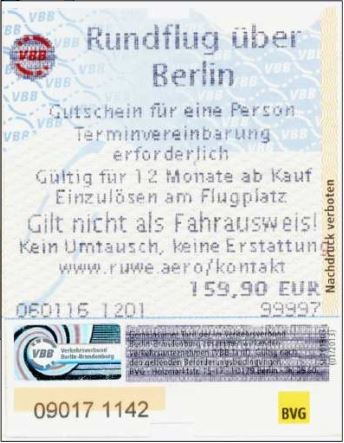 VBB
Rundflug über
Berlin
Gutschein für eine Person
Terminvereinbarung
erforderlich
Gültig für 12 Monate ab Kauf
Einzulösen am Flugplatz
Gilt nicht als Fahrausweis!
Kein Umtausch, keine Erstattung
www.ruwe.aero/kontakt
159,90 EUR
060116 1201 99997
Nachdruck verboten
VBB
Verkehrsverbund
Berlin-Brandenburg
09017 1142
BVG